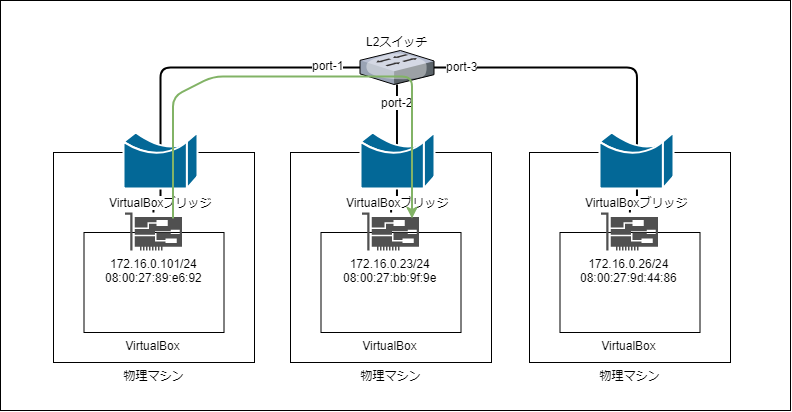 L2スイッチ
port-1
port-3
port-2
VirtualBoxブリッジ
VirtualBoxブリッジ
VirtualBoxブリッジ
172.16.0.101/24
08:00:27:89:e6:92
172.16.0.23/24
08:00:27:bb:9f:9e
172.16.0.26/24
08:00:27:9d:44:86
VirtualBox
VirtualBox
VirtualBox
物理マシン
物理マシン
物理マシン